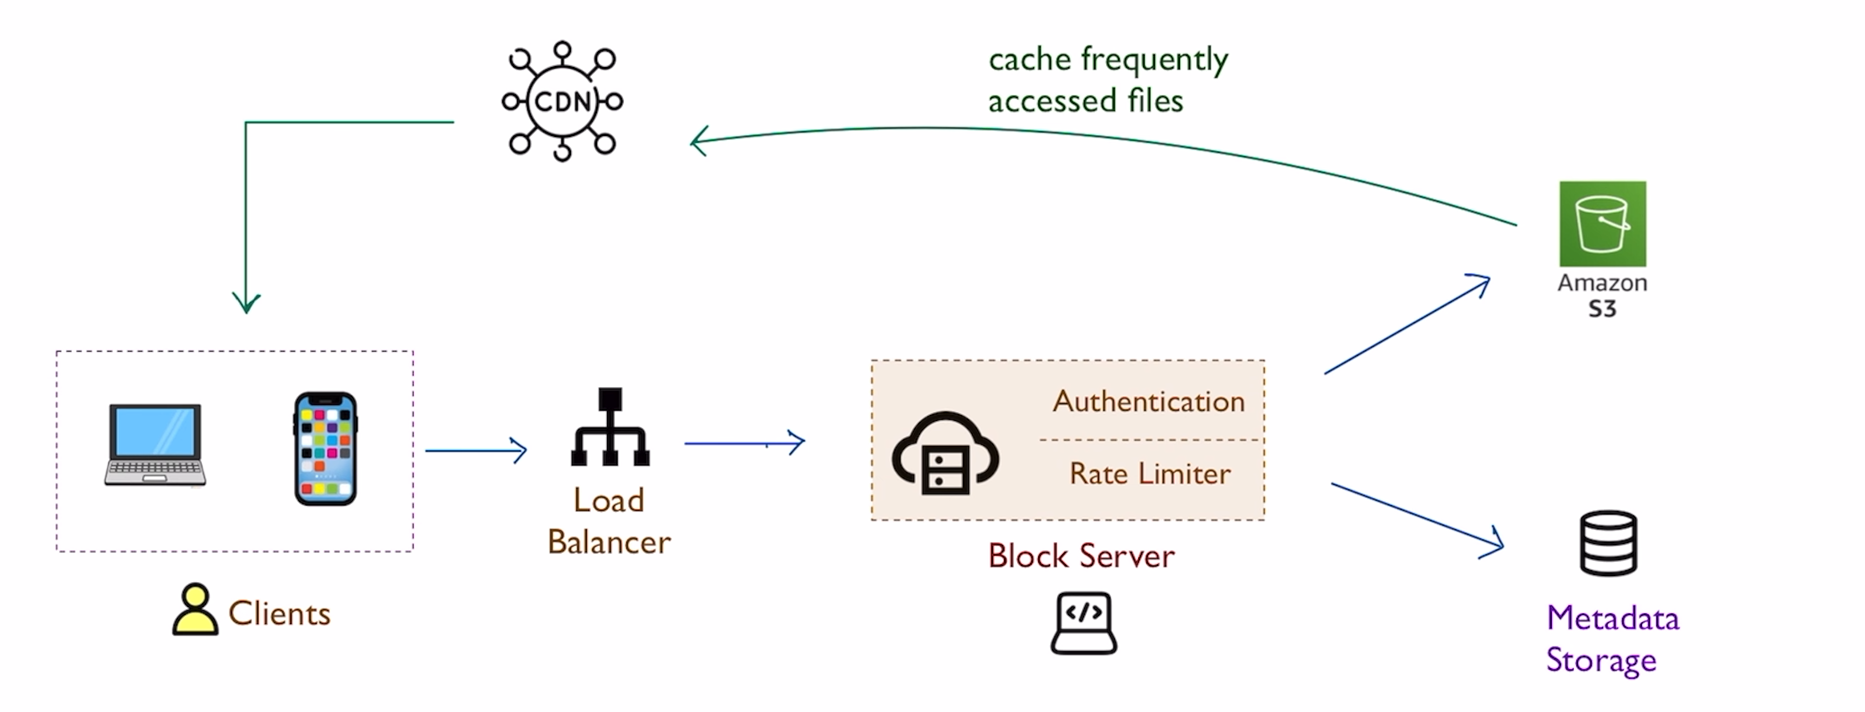 CDN
cache frequently
accessed files
Amazon
S3
Authentication
Rate Limiter
Load
Balancer
Block Server
</>
Clients
Metadata
Storage